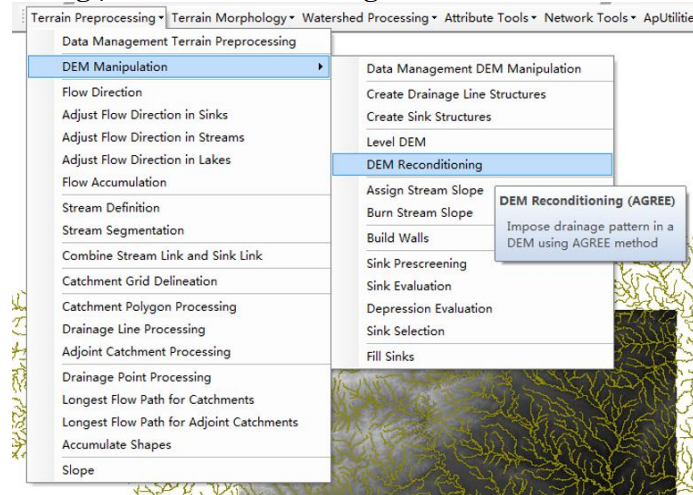 Terrain Preprocessing Terrain Morphology Watershed Processing Attribute Tools Network Tools ApUtilitie
Data Management Terrain Preprocessing
DEM Manipulation
Flow Direction
Adjust Flow Direction in Sinks
Adjust Flow Direction in Streams
Adjust Flow Direction in Lakes
Flow Accumulation
Stream Definition
Stream Segmentation
Combine Stream Link and Sink Link
Catchment Grid Delineation
Catchment Polygon Processing
Drainage Line Processing
Adjoint Catchment Processing
Drainage Point Processing
Longest Flow Path for Catchments
Longest Flow Path for Adjoint Catchments
Accumulate Shapes
Slope
Data Management DEM Manipulation
Create Drainage Line Structures
Create Sink Structures
Level DEM
DEM Reconditioning
Assign Stream Slope
Burn Stream Slope
Build Walls
Sink Prescreening
Sink Evaluation
Depression Evaluation
Sink Selection
Fill Sinks
DEM Reconditioning (AGREE)
Impose drainage pattern in a
DEM using AGREE method